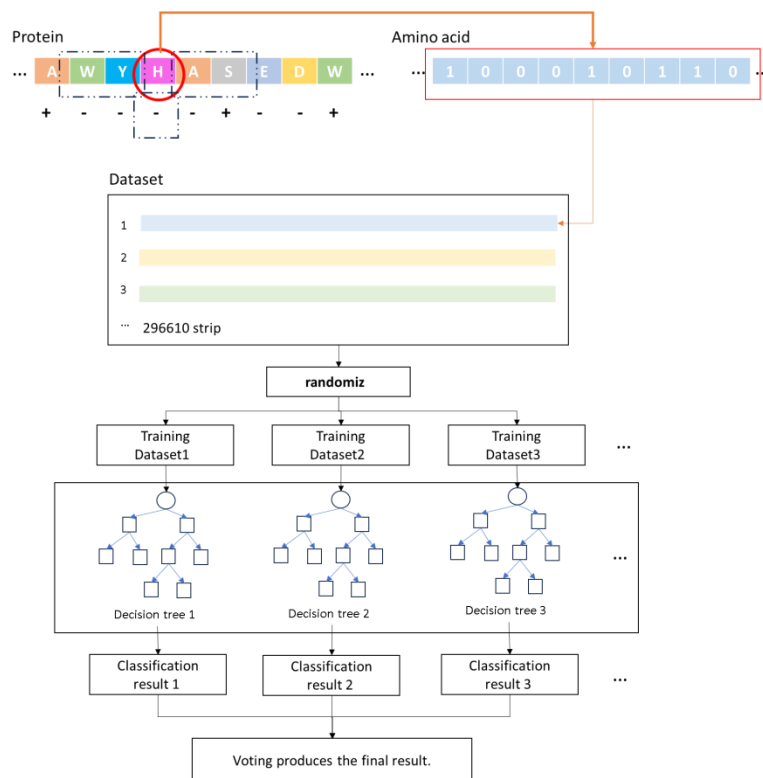 Protein
Amino acid
... A W Y H A S E D W ...
... 1 0 0 0 1 0 1 1 0 ...
+ - - - - + - - +
Dataset
1
2
3
... 296610 strip
randomiz
Training
Dataset1
Training
Dataset2
Training
Dataset3
...
...
Decision tree 1
Decision tree 2
Decision tree 3
Classification
result 1
Classification
result 2
Classification
result 3
...
Voting produces the final result.